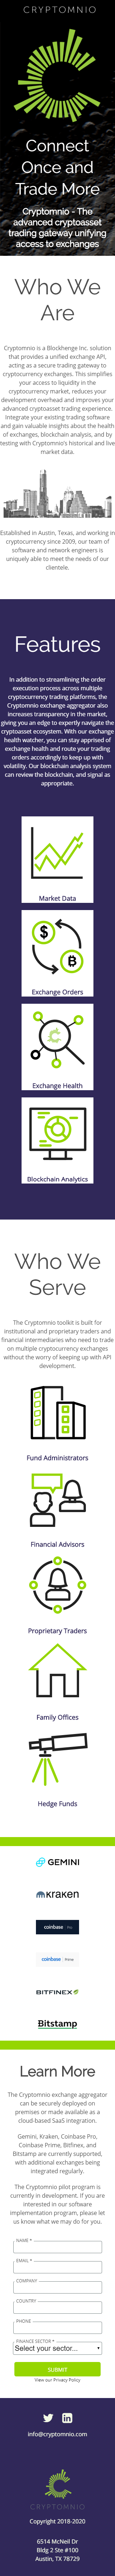 CRYPTOMNIO
Connect
Once and
Trade More
Cryptomnio - The
advanced cryptoasset
trading gateway unifying
access to exchanges
Who We
Are
Cryptomnio is a Blockhenge Inc. solution
that provides a unified exchange API,
acting as a secure trading gateway to
cryptocurrency exchanges. This simplifies
your access to liquidity in the
cryptocurrency market, reduces your
development overhead and improves your
advanced cryptoasset trading experience.
Integrate your existing trading software
and gain valuable insights about the health
of exchanges, blockchain analysis, and by
testing with Cryptomnio's historical and live
market data.
Established in Austin, Texas, and working in
cryptocurrency since 2009, our team of
software and network engineers is
uniquely able to meet the needs of our
clientele.
Features
In addition to streamlining the order
execution process across multiple
cryptocurrency trading platforms, the
Cryptomnio exchange aggregator also
increases transparency in the market,
giving you an edge to expertly navigate the
cryptoasset ecosystem. With our exchange
health watcher, you can stay apprised of
exchange health and route your trading
orders accordingly to keep up with
volatility. Our blockchain analysis system
can review the blockchain, and signal as
appropriate.
Market Data
Exchange Orders
Exchange Health
Blockchain Analytics
Who We
Serve
The Cryptomnio toolkit is built for
institutional and proprietary traders and
financial intermediaries who need to trade
on multiple cryptocurrency exchanges
without the worry of keeping up with API
development.
Fund Administrators
Financial Advisors
Proprietary Traders
Family Offices
Hedge Funds
GEMINI
kraken
coinbase Pro
coinbase Prime
BITFINEX
Bitstamp
Learn More
The Cryptomnio exchange aggregator
can be securely deployed on
premises or made available as a
cloud-based SaaS integration.
Gemini, Kraken, Coinbase Pro,
Coinbase Prime, Bitfinex, and
Bitstamp are currently supported,
with additional exchanges being
integrated regularly.
The Cryptomnio pilot program is
currently in development. If you are
interested in our software
implementation program, please let
us know what we may do for you.
NAME *
EMAIL *
COMPANY
COUNTRY
PHONE
FINANCE SECTOR *
Select your sector...
SUBMIT
View our Privacy Policy
info@cryptomnio.com
CRYPTOMNIO
Copyright 2018-2020
6514 McNeil Dr
Bldg 2 Ste #100
Austin, TX 78729